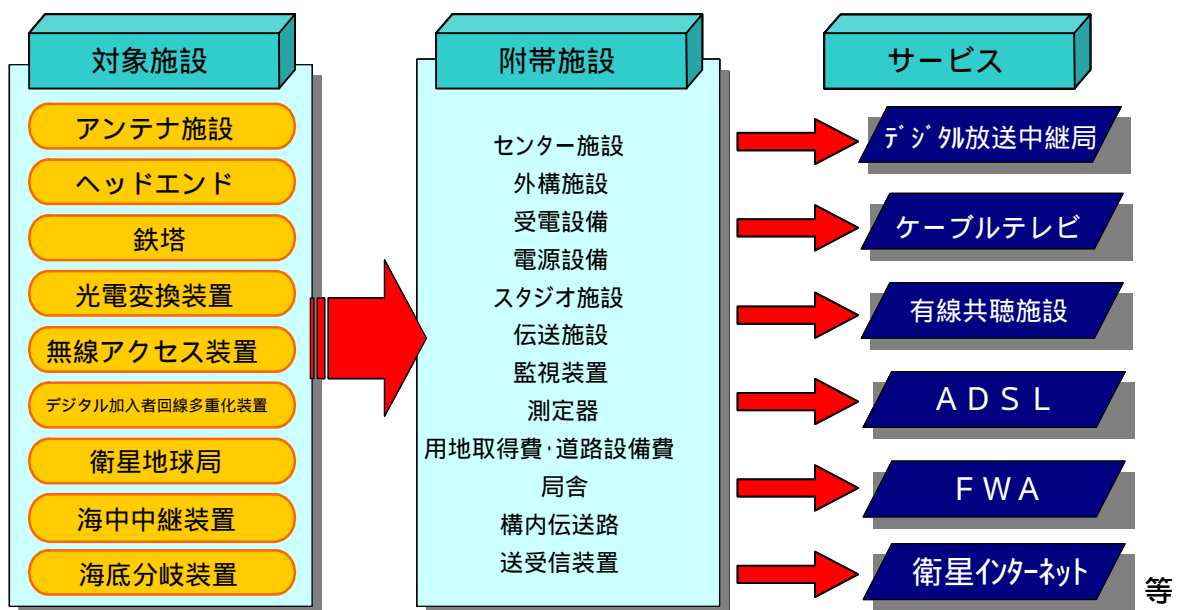 対象施設
アンテナ施設
ヘッドエンド
鉄塔
光電変換装置
無線アクセス装置
デジタル加入者回線多重化装置
衛星地球局
海中中継装置
海底分岐装置
附帯施設
センター施設
外構施設
受電設備
電源設備
スタジオ施設
伝送施設
監視装置
測定器
用地取得費･道路設備費
局舎
構内伝送路
送受信装置
サービス
ﾃﾞｼﾞﾀﾙ放送中継局
ケーブルテレビ
有線共聴施設
ＡＤＳＬ
ＦＷＡ
衛星ｲﾝﾀｰﾈｯﾄ
等